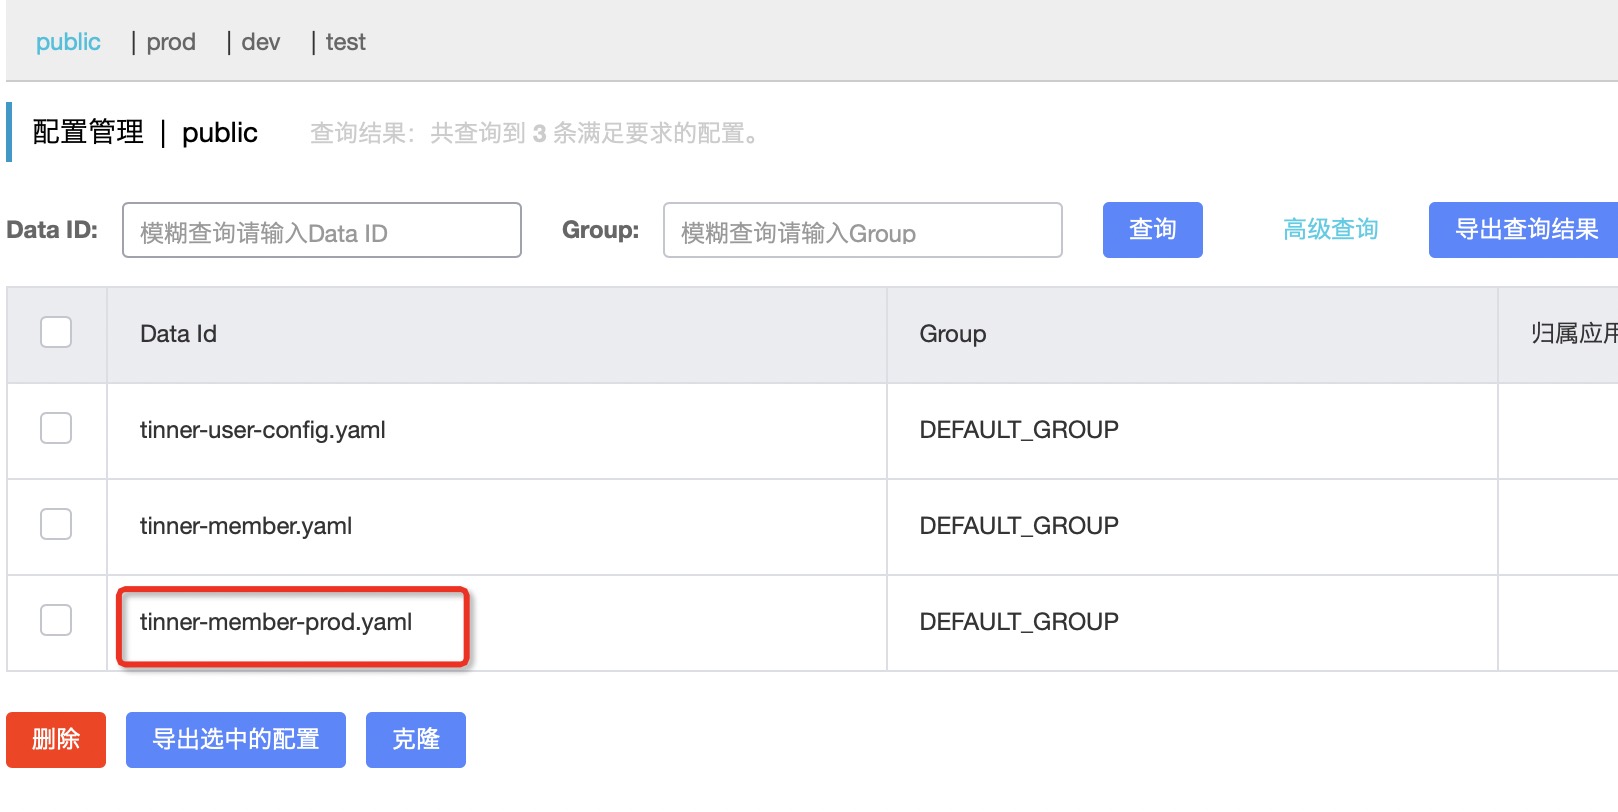 public | prod | dev | test
配置管理 | public 查询结果：共查询到 3 条满足要求的配置。
Data ID: 模糊查询请输入Data ID Group: 模糊查询请输入Group 查询 高级查询 导出查询结果
Data Id Group 归属应用
tinner-user-config.yaml DEFAULT_GROUP
tinner-member.yaml DEFAULT_GROUP
tinner-member-prod.yaml DEFAULT_GROUP
删除 导出选中的配置 克隆